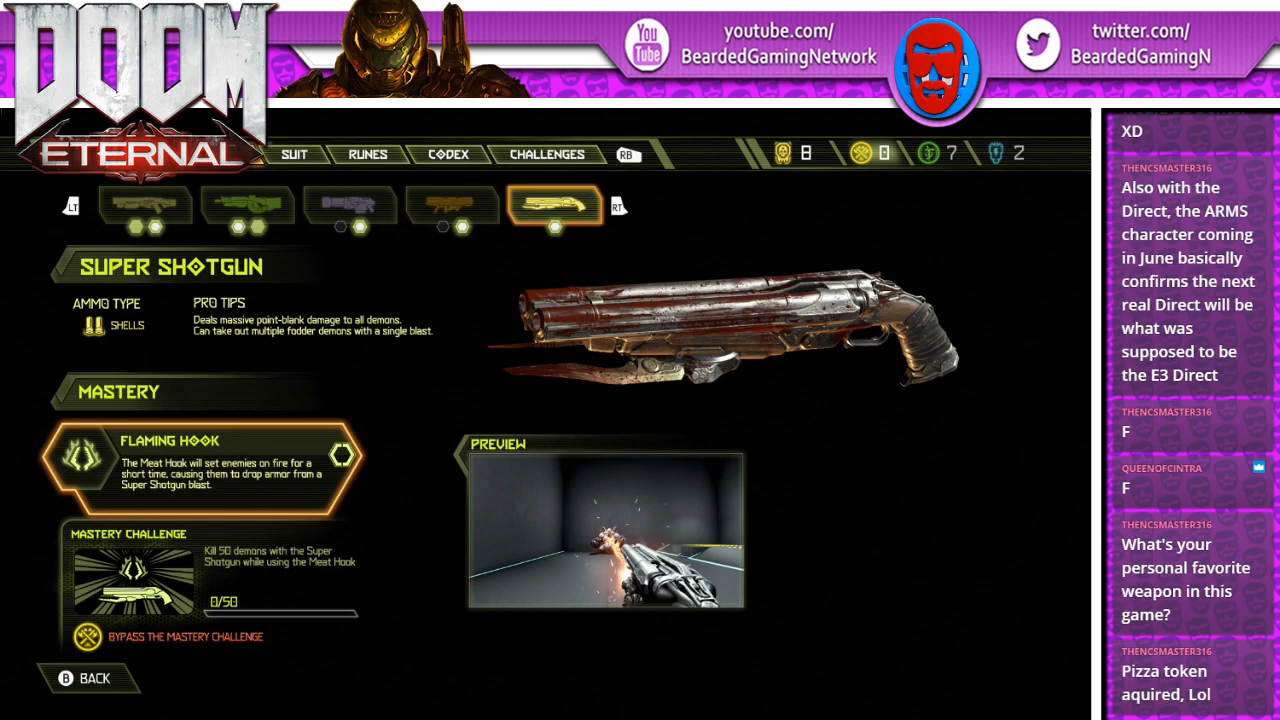 DOOM
ETERNAL
You
Tube
youtube.com/
BeardedGamingNetwork
twitter.com/
BeardedGamingN
SUIT
RUNES
CODEX
CHALLENGES
RB
8
0
7
2
LT
RT
SUPER SHOTGUN
AMMO TYPE
SHELLS
PRO TIPS
Deals massive point-blank damage to all demons.
Can take out multiple fodder demons with a single blast.
MASTERY
FLAMING HOOK
The Meat Hook will set enemies on fire for a
short time, causing them to drop armor from a
Super Shotgun blast.
MASTERY CHALLENGE
Kill 50 demons with the Super
Shotgun while using the Meat Hook
0/50
BYPASS THE MASTERY CHALLENGE
B BACK
PREVIEW
XD
THENCSMASTER316
Also with the
Direct, the ARMS
character coming
in June basically
confirms the next
real Direct will be
what was
supposed to be
the E3 Direct
THENCSMASTER316
F
QUEENOFCINTRA
F
THENCSMASTER316
What's your
personal favorite
weapon in this
game?
THENCSMASTER316
Pizza token
aquired, Lol